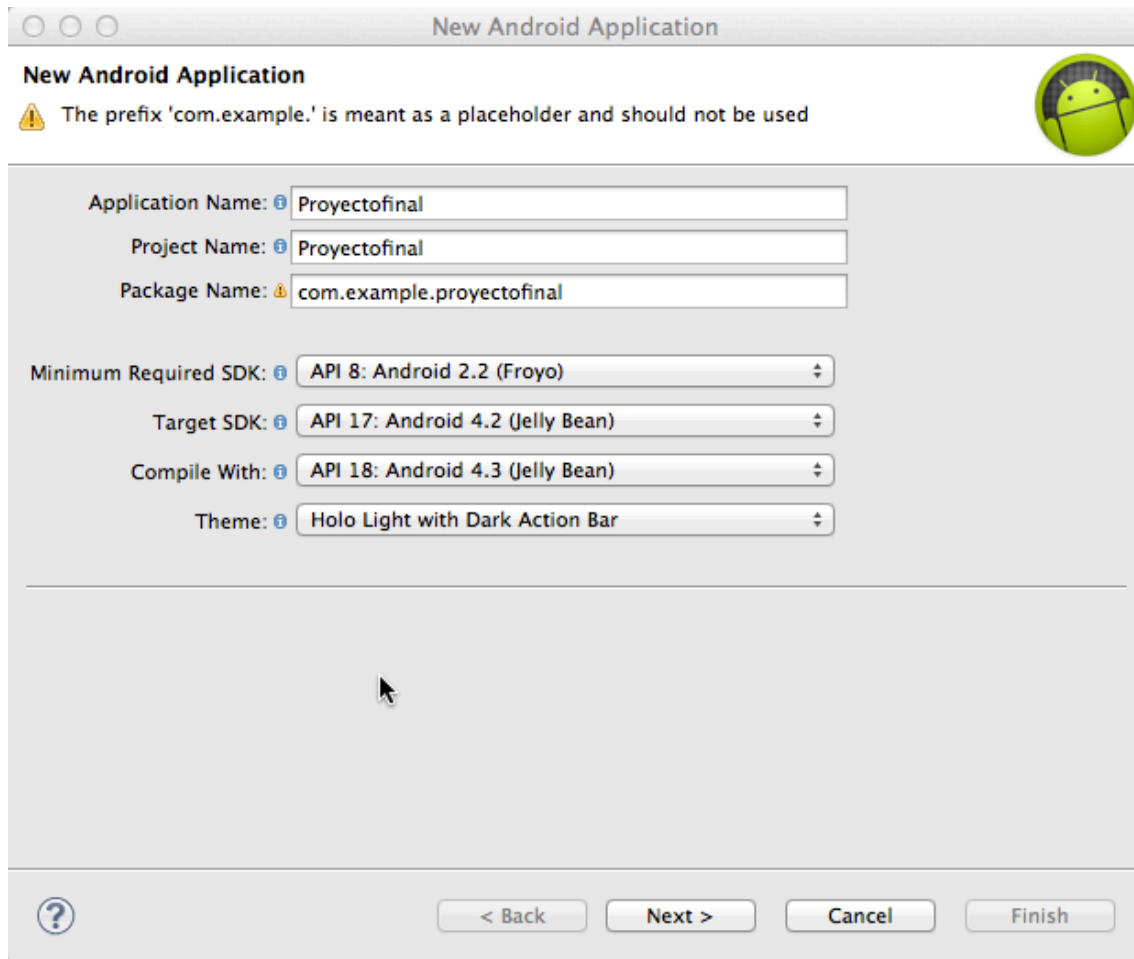 New Android Application
New Android Application
The prefix 'com.example.' is meant as a placeholder and should not be used
Application Name: Proyectofinal
Project Name: Proyectofinal
Package Name: com.example.proyectofinal
Minimum Required SDK: API 8: Android 2.2 (Froyo)
Target SDK: API 17: Android 4.2 (Jelly Bean)
Compile With: API 18: Android 4.3 (Jelly Bean)
Theme: Holo Light with Dark Action Bar
? < Back Next > Cancel Finish